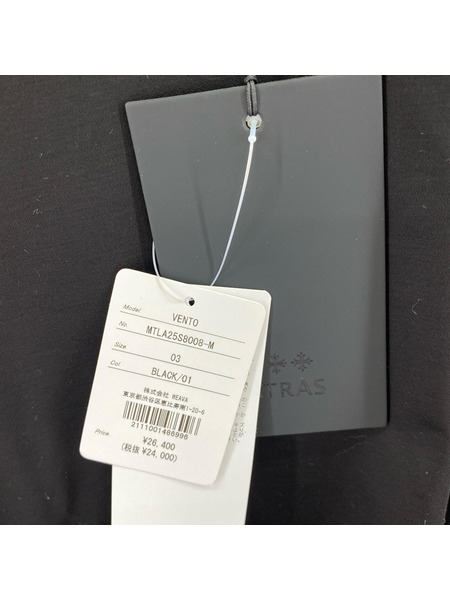 Model VENTO
No. MTLA25S8008-M
Size 03
Col BLACK/01
株式会社 WEAVA
東京都渋谷区恵比寿南1-20-6
2111001486996
Price ¥26,400
(税抜 ¥24,000)
TRAS